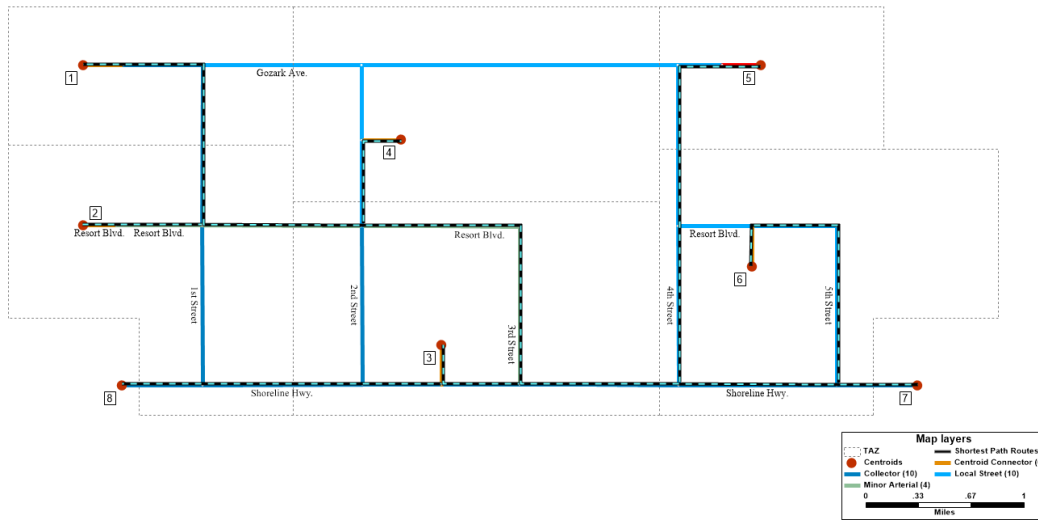 1
Gozark Ave.
5
4
2
Resort Blvd. Resort Blvd.
Resort Blvd.
Resort Blvd.
6
1st Street
2nd Street
3rd Street
4th Street
5th Street
3
8
Shoreline Hwy.
Shoreline Hwy.
7
Map layers
TAZ
Shortest Path Routes
Centroids
Centroid Connector (
Collector (10)
Local Street (10)
Minor Arterial (4)
0 .33 .67 1
Miles